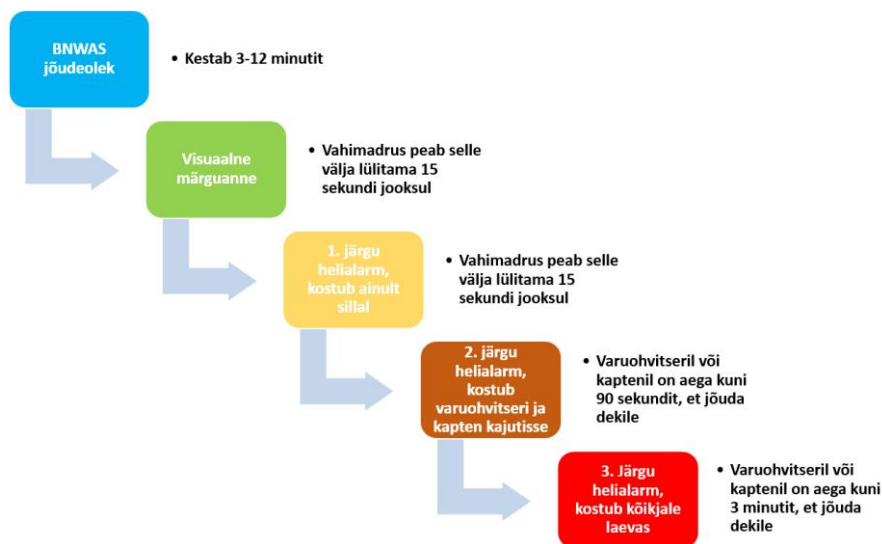 BNWAS
jõudeolek
• Kestab 3-12 minutit
Visuaalne
märguanne
• Vahimadrus peab selle
välja lülitama 15
sekundi jooksul
1. järgu
helialarm,
kostub ainult
sillal
• Vahimadrus peab selle
välja lülitama 15
sekundi jooksul
2. järgu
helialarm,
kostub
varuohvitseri ja
kapten kajutisse
• Varuohvitseril või
kaptenil on aega kuni
90 sekundit, et jõuda
dekile
3. Järgu
helialarm,
kostub kõikjale
laevas
• Varuohvitseril või
kaptenil on aega kuni
3 minutit, et jõuda
dekile